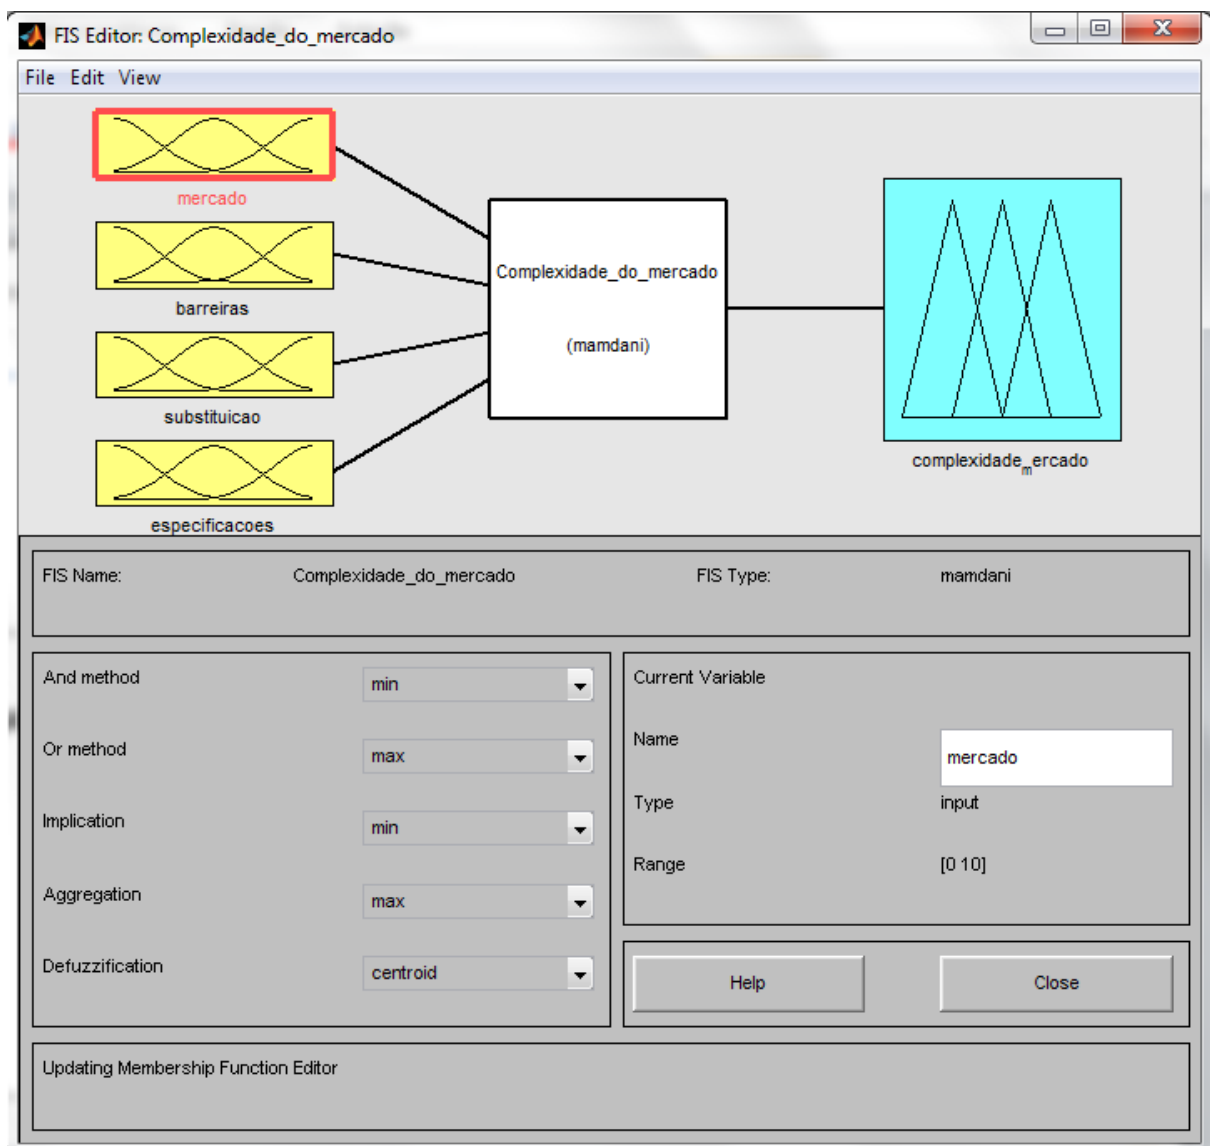 FIS Editor: Complexidade_do_mercado
File Edit View
mercado
barreiras
substituicao
especificacoes
Complexidade_do_mercado
(mamdani)
complexidade_mercado
FIS Name: Complexidade_do_mercado FIS Type: mamdani
And method min
Or method max
Implication min
Aggregation max
Defuzzification centroid
Current Variable
Name mercado
Type input
Range [0 10]
Help Close
Updating Membership Function Editor